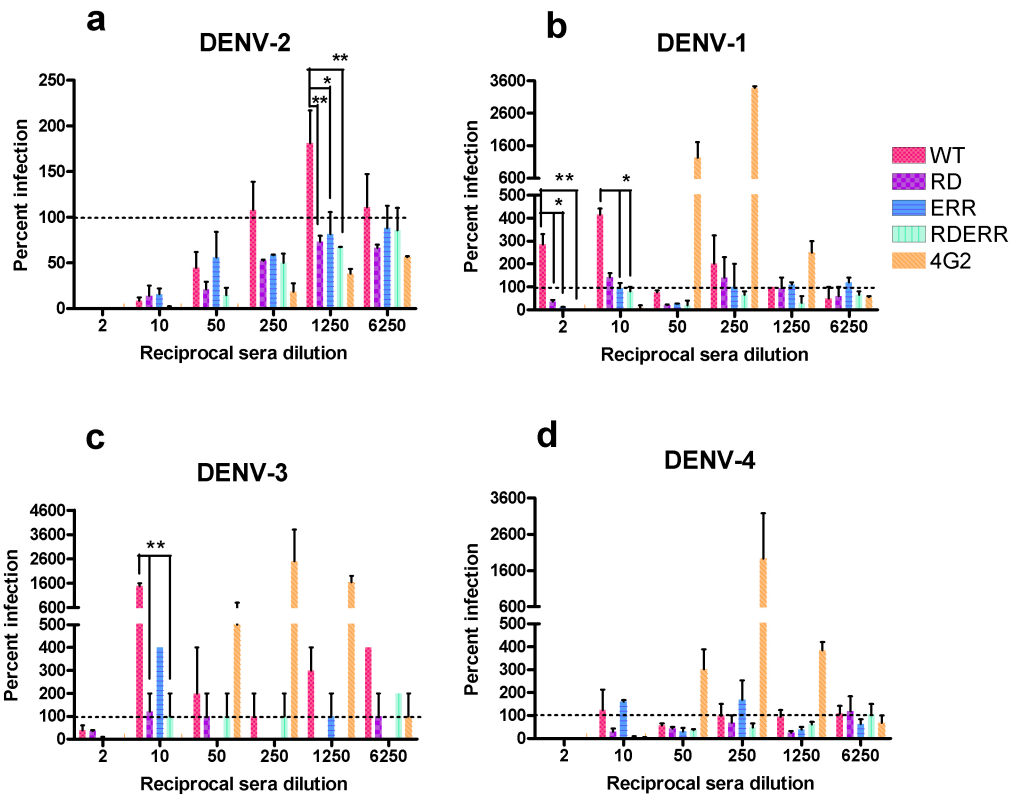 a
DENV-2
250
200
150
100
50
0
Percent infection
**
*
**
2 10 50 250 1250 6250
Reciprocal sera dilution
b
DENV-1
3600
2600
1600
600
500
400
300
200
100
0
Percent infection
**
*
*
2 10 50 250 1250 6250
Reciprocal sera dilution
WT
RD
ERR
RDERR
4G2
c
DENV-3
4600
3600
2600
1600
600
500
400
300
200
100
0
Percent infection
**
2 10 50 250 1250 6250
Reciprocal sera dilution
d
DENV-4
3600
2600
1600
600
500
400
300
200
100
0
Percent infection
2 10 50 250 1250 6250
Reciprocal sera dilution